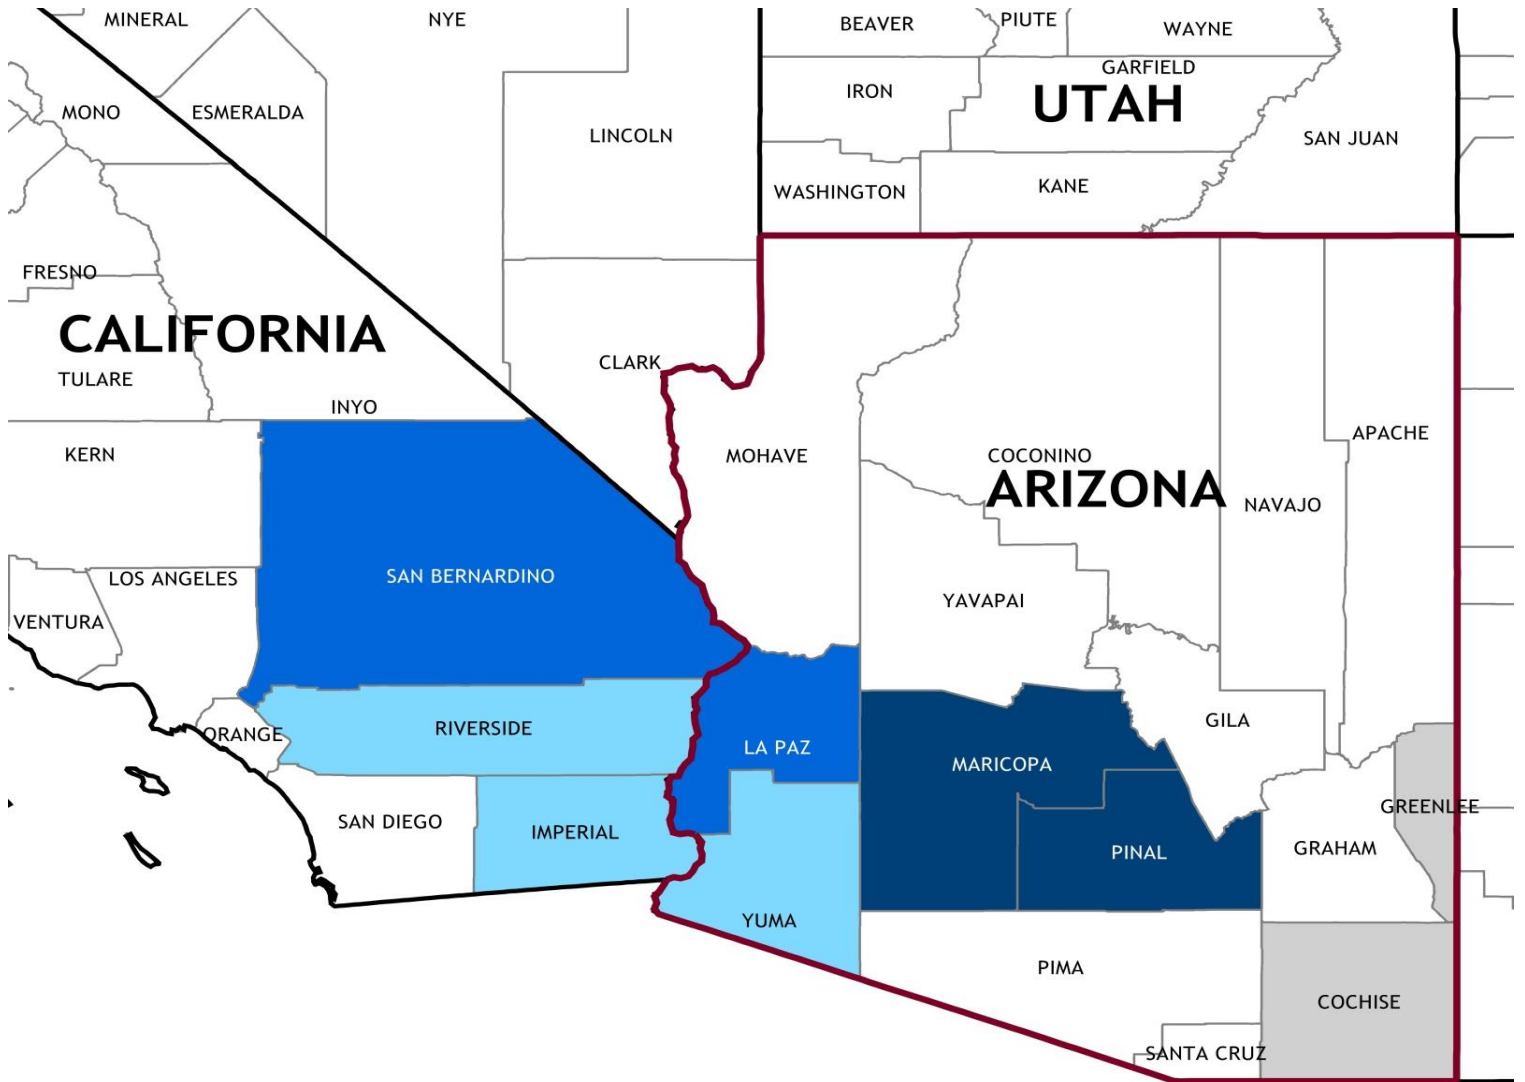 MINERAL
NYE
BEAVER
PIUTE
WAYNE
MONO
ESMERALDA
LINCOLN
IRON
GARFIELD
UTAH
SAN JUAN
WASHINGTON
KANE
FRESNO
CALIFORNIA
TULARE
INYO
CLARK
KERN
MOHAVE
COCONINO
ARIZONA
NAVAJO
APACHE
LOS ANGELES
SAN BERNARDINO
VENTURA
YAVAPAI
ORANGE
RIVERSIDE
LA PAZ
MARICOPA
GILA
SAN DIEGO
IMPERIAL
GREENLEE
PINAL
GRAHAM
YUMA
PIMA
COCHISE
SANTA CRUZ